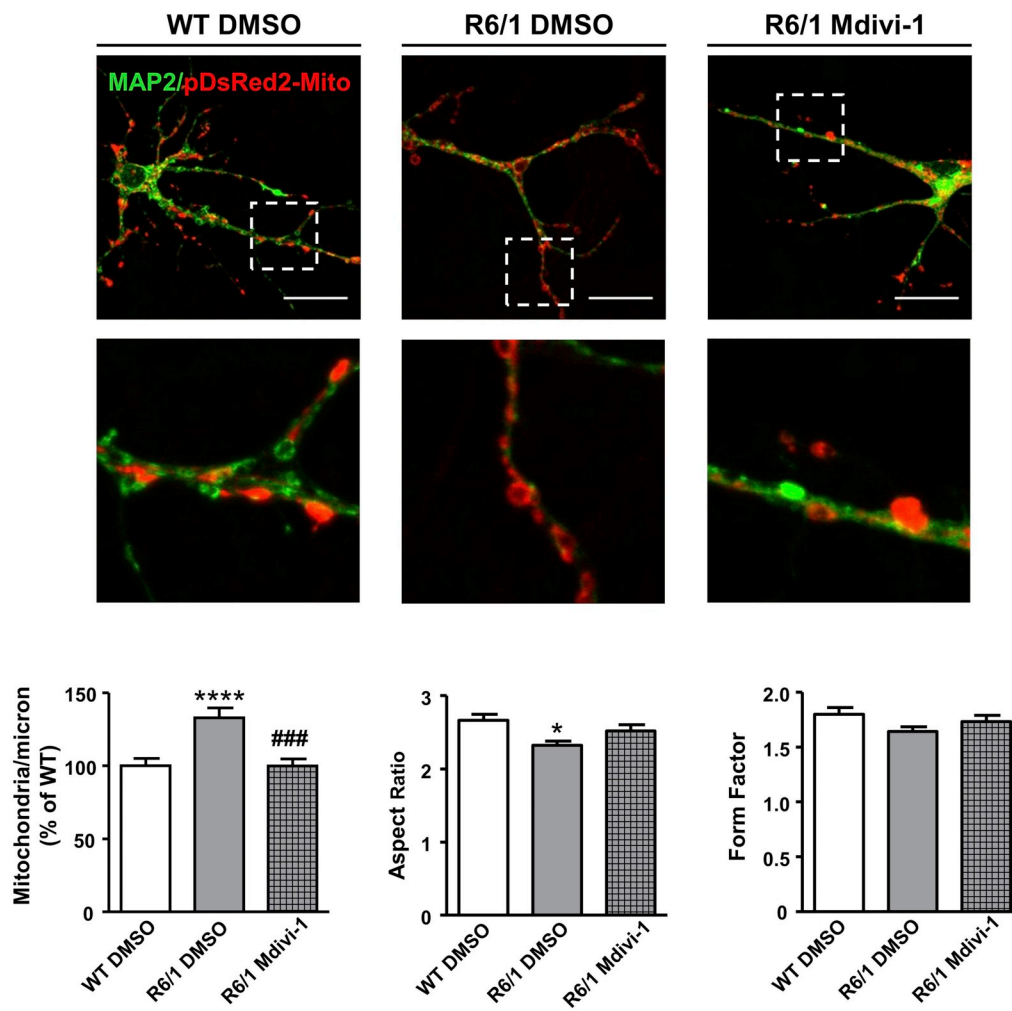 WT DMSO
R6/1 DMSO
R6/1 Mdivi-1
MAP2/pDsRed2-Mito
Mitochondria/micron
(% of WT)
150
100
50
0
****
###
WT DMSO
R6/1 DMSO
R6/1 Mdivi-1
Aspect Ratio
3
2
1
0
*
WT DMSO
R6/1 DMSO
R6/1 Mdivi-1
Form Factor
2.0
1.5
1.0
0.5
0
WT DMSO
R6/1 DMSO
R6/1 Mdivi-1